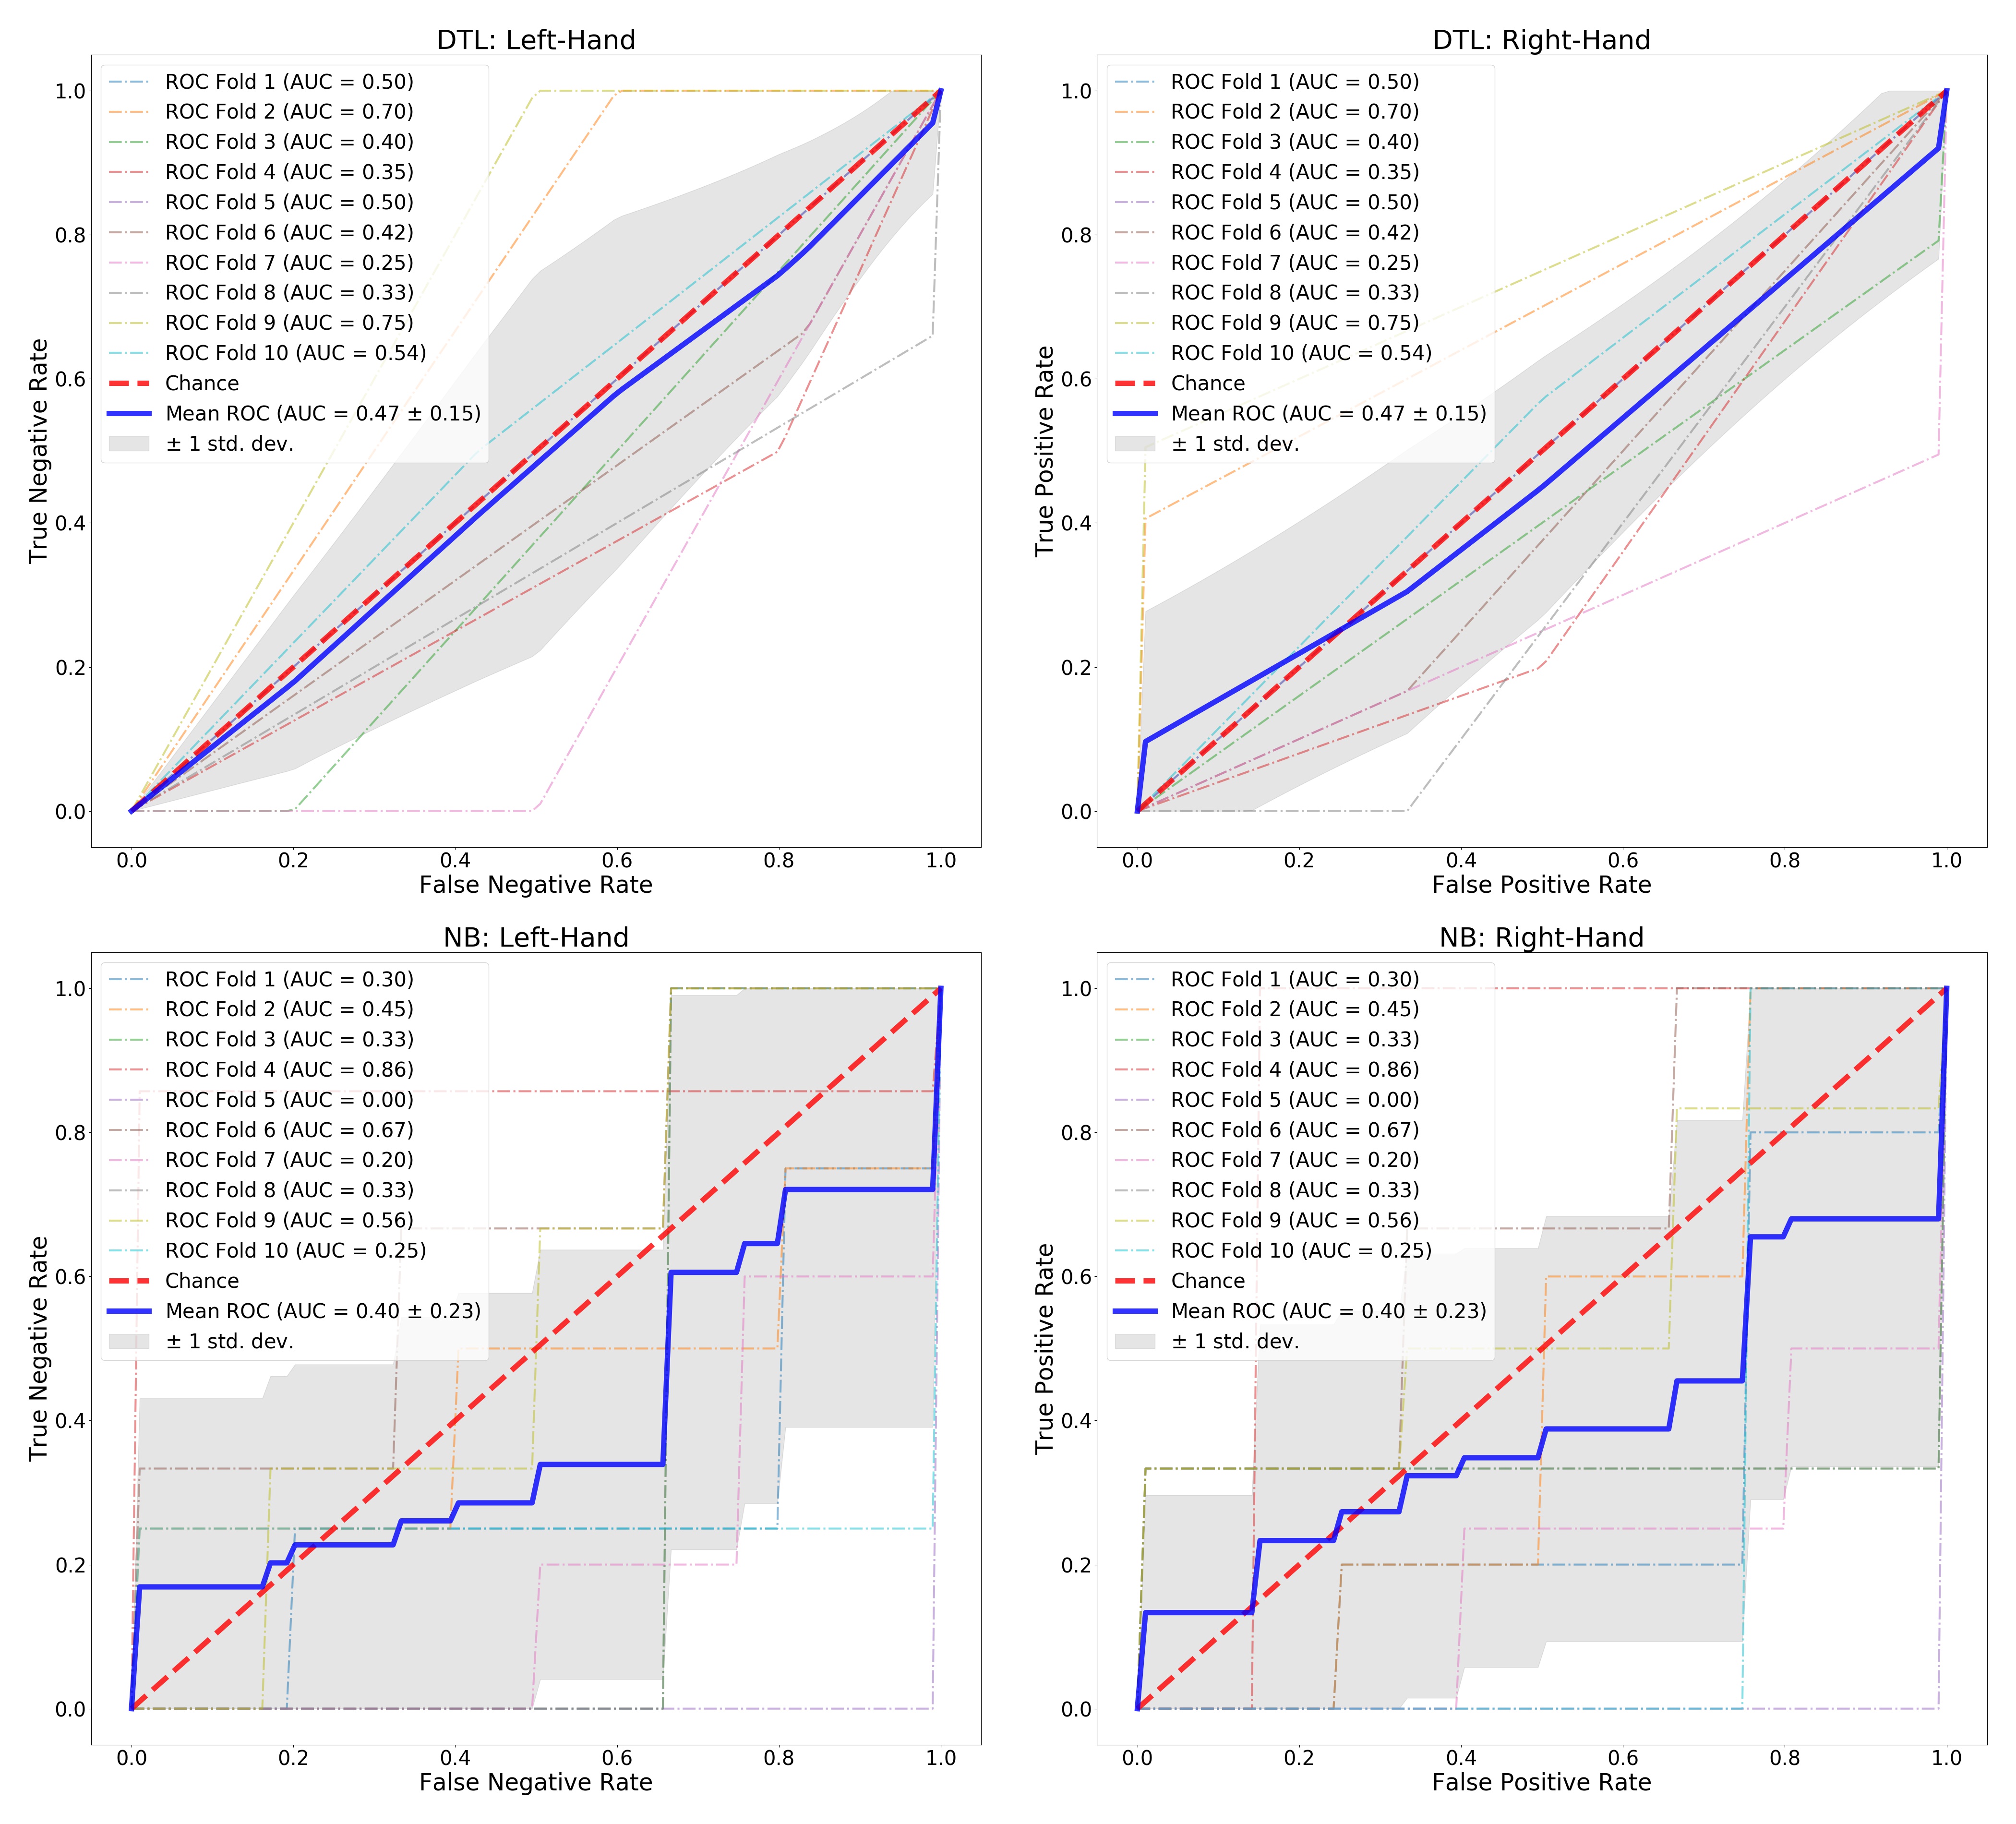 DTL: Left-Hand
True Negative Rate
1.0
0.8
0.6
0.4
0.2
0.0
ROC Fold 1 (AUC = 0.50)
ROC Fold 2 (AUC = 0.70)
ROC Fold 3 (AUC = 0.40)
ROC Fold 4 (AUC = 0.35)
ROC Fold 5 (AUC = 0.50)
ROC Fold 6 (AUC = 0.42)
ROC Fold 7 (AUC = 0.25)
ROC Fold 8 (AUC = 0.33)
ROC Fold 9 (AUC = 0.75)
ROC Fold 10 (AUC = 0.54)
Chance
Mean ROC (AUC = 0.47 ± 0.15)
± 1 std. dev.
0.0 0.2 0.4 0.6 0.8 1.0
False Negative Rate
DTL: Right-Hand
True Positive Rate
1.0
0.8
0.6
0.4
0.2
0.0
ROC Fold 1 (AUC = 0.50)
ROC Fold 2 (AUC = 0.70)
ROC Fold 3 (AUC = 0.40)
ROC Fold 4 (AUC = 0.35)
ROC Fold 5 (AUC = 0.50)
ROC Fold 6 (AUC = 0.42)
ROC Fold 7 (AUC = 0.25)
ROC Fold 8 (AUC = 0.33)
ROC Fold 9 (AUC = 0.75)
ROC Fold 10 (AUC = 0.54)
Chance
Mean ROC (AUC = 0.47 ± 0.15)
± 1 std. dev.
0.0 0.2 0.4 0.6 0.8 1.0
False Positive Rate
NB: Left-Hand
True Negative Rate
1.0
0.8
0.6
0.4
0.2
0.0
ROC Fold 1 (AUC = 0.30)
ROC Fold 2 (AUC = 0.45)
ROC Fold 3 (AUC = 0.33)
ROC Fold 4 (AUC = 0.86)
ROC Fold 5 (AUC = 0.00)
ROC Fold 6 (AUC = 0.67)
ROC Fold 7 (AUC = 0.20)
ROC Fold 8 (AUC = 0.33)
ROC Fold 9 (AUC = 0.56)
ROC Fold 10 (AUC = 0.25)
Chance
Mean ROC (AUC = 0.40 ± 0.23)
± 1 std. dev.
0.0 0.2 0.4 0.6 0.8 1.0
False Negative Rate
NB: Right-Hand
True Positive Rate
1.0
0.8
0.6
0.4
0.2
0.0
ROC Fold 1 (AUC = 0.30)
ROC Fold 2 (AUC = 0.45)
ROC Fold 3 (AUC = 0.33)
ROC Fold 4 (AUC = 0.86)
ROC Fold 5 (AUC = 0.00)
ROC Fold 6 (AUC = 0.67)
ROC Fold 7 (AUC = 0.20)
ROC Fold 8 (AUC = 0.33)
ROC Fold 9 (AUC = 0.56)
ROC Fold 10 (AUC = 0.25)
Chance
Mean ROC (AUC = 0.40 ± 0.23)
± 1 std. dev.
0.0 0.2 0.4 0.6 0.8 1.0
False Positive Rate